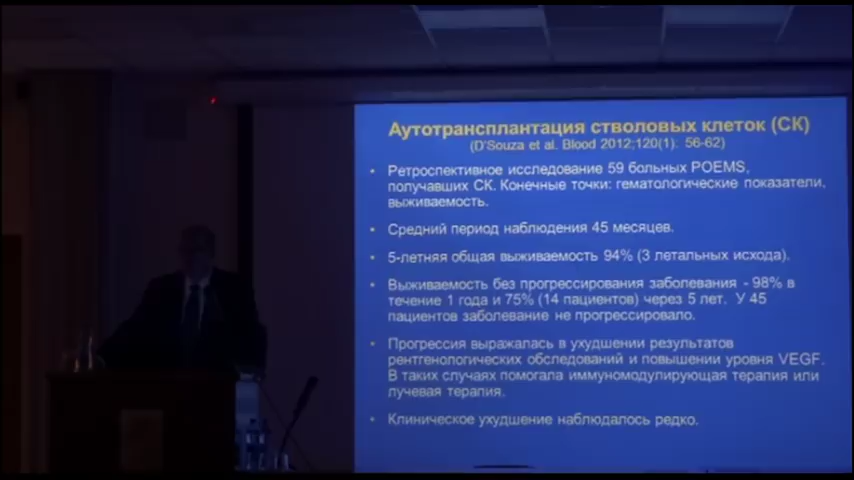 Аутотрансплантация стволовых клеток (СК)
(D'Souza et al. Blood 2012;120(1): 56-62)
• Ретроспективное исследование 59 больных POEMS,
получавших СК. Конечные точки: гематологические показатели,
выживаемость.
• Средний период наблюдения 45 месяцев.
• 5-летняя общая выживаемость 94% (3 летальных исхода).
• Выживаемость без прогрессирования заболевания - 98% в
течение 1 года и 75% (14 пациентов) через 5 лет. У 45
пациентов заболевание не прогрессировало.
• Прогрессия выражалась в ухудшении результатов
рентгенологических обследований и повышении уровня VEGF.
В таких случаях помогала иммуномодулирующая терапия или
лучевая терапия.
• Клиническое ухудшение наблюдалось редко.